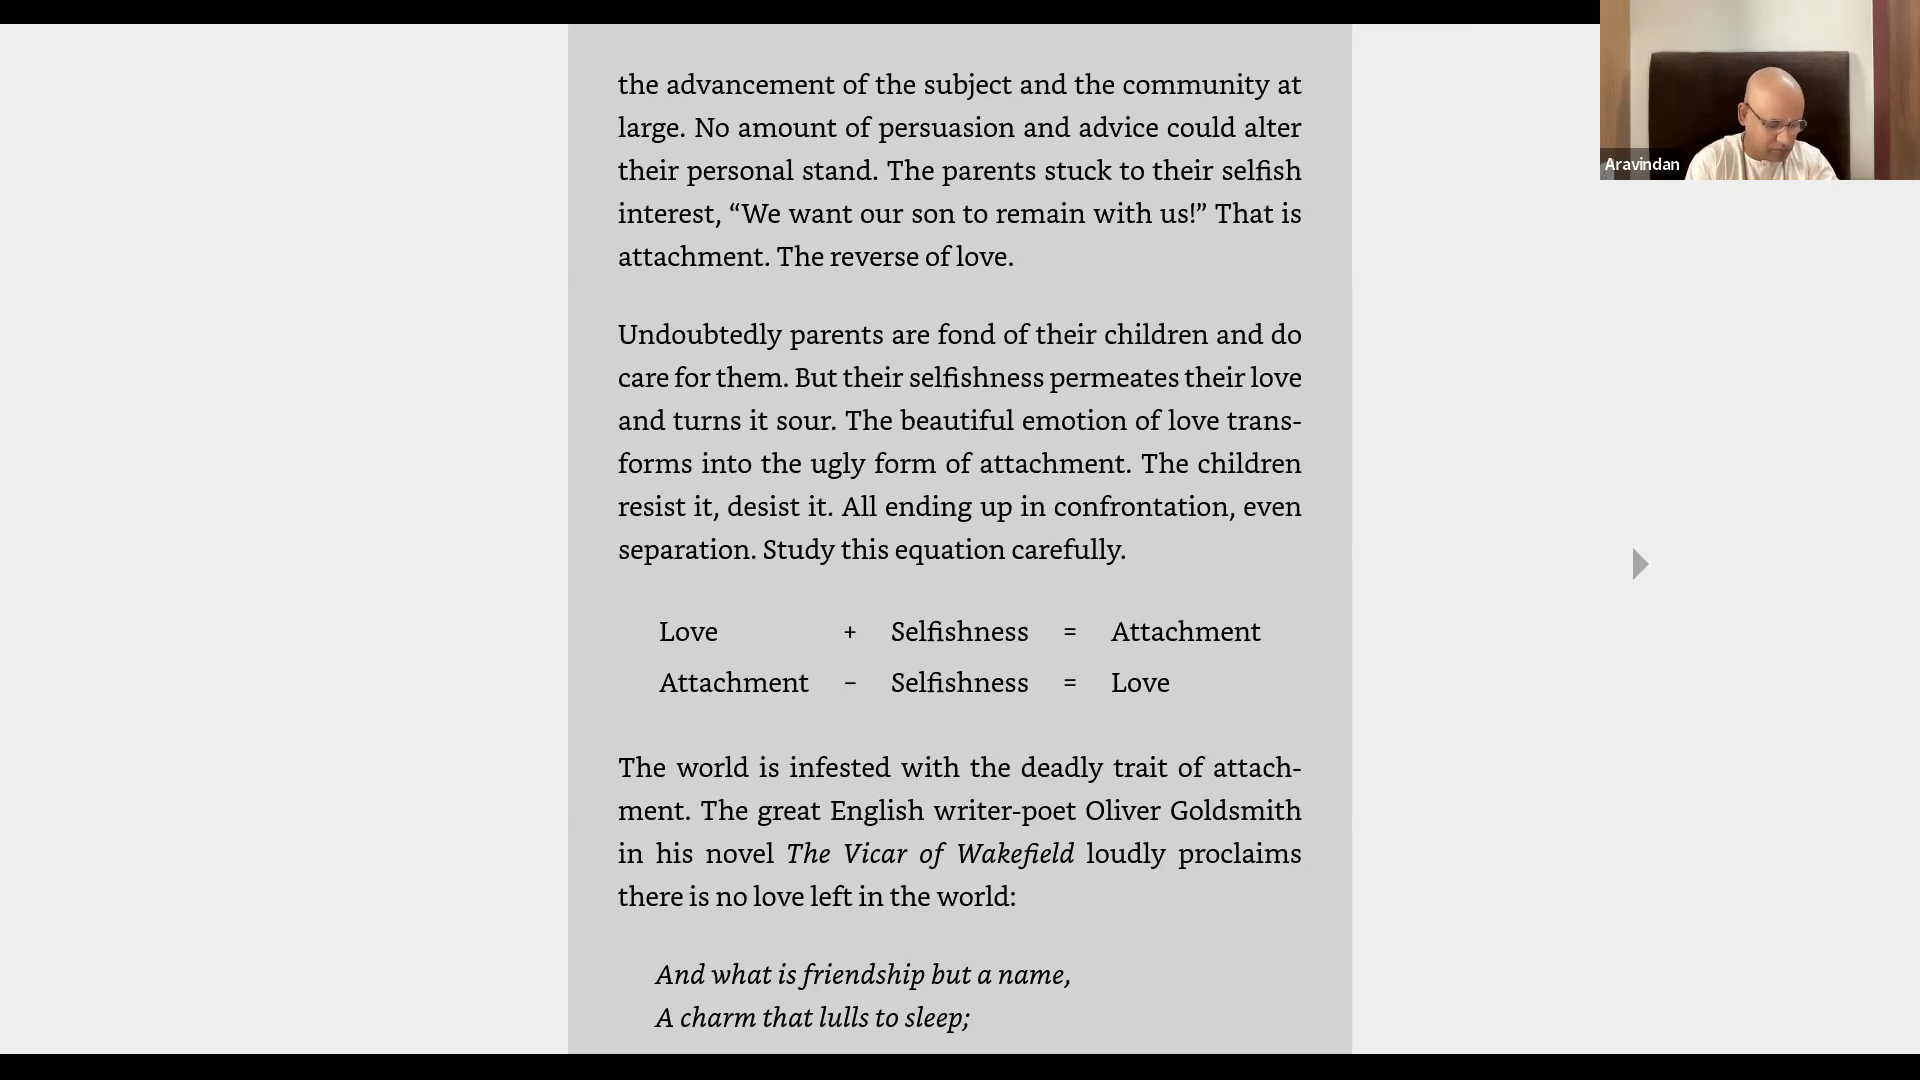 the advancement of the subject and the community at
large. No amount of persuasion and advice could alter
their personal stand. The parents stuck to their selfish
interest, “We want our son to remain with us!” That is
attachment. The reverse of love.
Undoubtedly parents are fond of their children and do
care for them. But their selfishness permeates their love
and turns it sour. The beautiful emotion of love trans-
forms into the ugly form of attachment. The children
resist it, desist it. All ending up in confrontation, even
separation. Study this equation carefully.
Love + Selfishness = Attachment
Attachment – Selfishness = Love
The world is infested with the deadly trait of attach-
ment. The great English writer-poet Oliver Goldsmith
in his novel The Vicar of Wakefield loudly proclaims
there is no love left in the world:
And what is friendship but a name,
A charm that lulls to sleep;
Aravindan